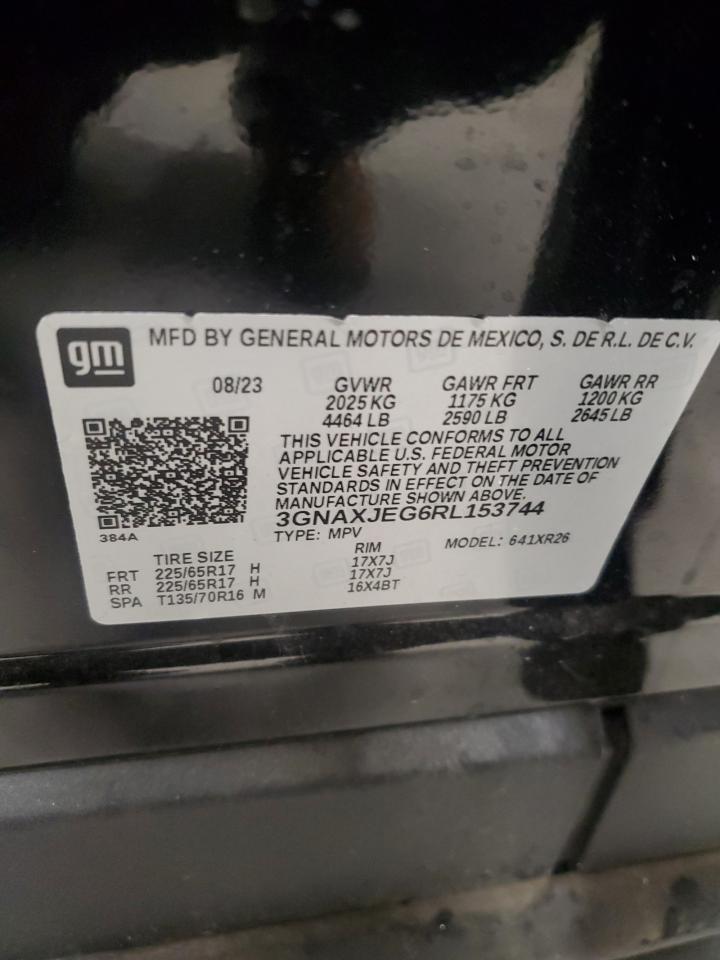 gm
MFD BY GENERAL MOTORS DE MEXICO, S. DE R.L. DE C.V.
08/23 GVWR GAWR FRT GAWR RR
2025 KG 1175 KG 1200 KG
4464 LB 2590 LB 2645 LB
THIS VEHICLE CONFORMS TO ALL
APPLICABLE U.S. FEDERAL MOTOR
VEHICLE SAFETY AND THEFT PREVENTION
STANDARDS IN EFFECT ON THE DATE OF
MANUFACTURE SHOWN ABOVE.
3GNAXJEG6RL153744
384A
TYPE: MPV MODEL: 641XR26
TIRE SIZE RIM
FRT 225/65R17 H 17X7J
RR 225/65R17 H 17X7J
SPA T135/70R16 M 16X4BT